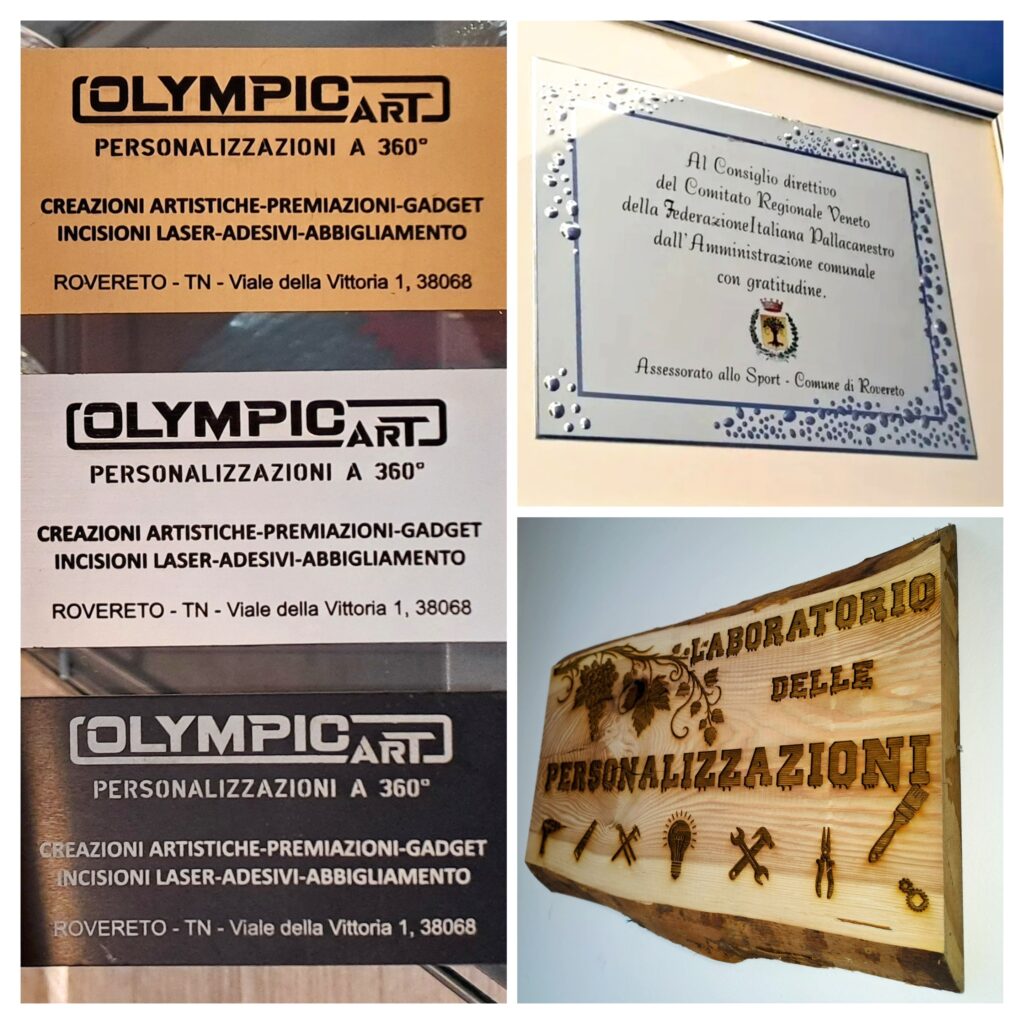 OLYMPIC ART
PERSONALIZZAZIONI A 360°
CREAZIONI ARTISTICHE-PREMIAZIONI-GADGET
INCISIONI LASER-ADESIVI-ABBIGLIAMENTO
ROVERETO - TN - Viale della Vittoria 1, 38068
OLYMPIC ART
PERSONALIZZAZIONI A 360°
CREAZIONI ARTISTICHE-PREMIAZIONI-GADGET
INCISIONI LASER-ADESIVI-ABBIGLIAMENTO
ROVERETO - TN - Viale della Vittoria 1, 38068
OLYMPIC ART
PERSONALIZZAZIONI A 360°
CREAZIONI ARTISTICHE-PREMIAZIONI-GADGET
INCISIONI LASER-ADESIVI-ABBIGLIAMENTO
ROVERETO - TN - Viale della Vittoria 1, 38068
Al Consiglio direttivo
del Comitato Regionale Veneto
della FederazioneItaliana Pallacanestro
dall'Amministrazione comunale
con gratitudine.
Assessorato allo Sport - Comune di Rovereto
LABORATORIO
DELLE
PERSONALIZZAZIONI